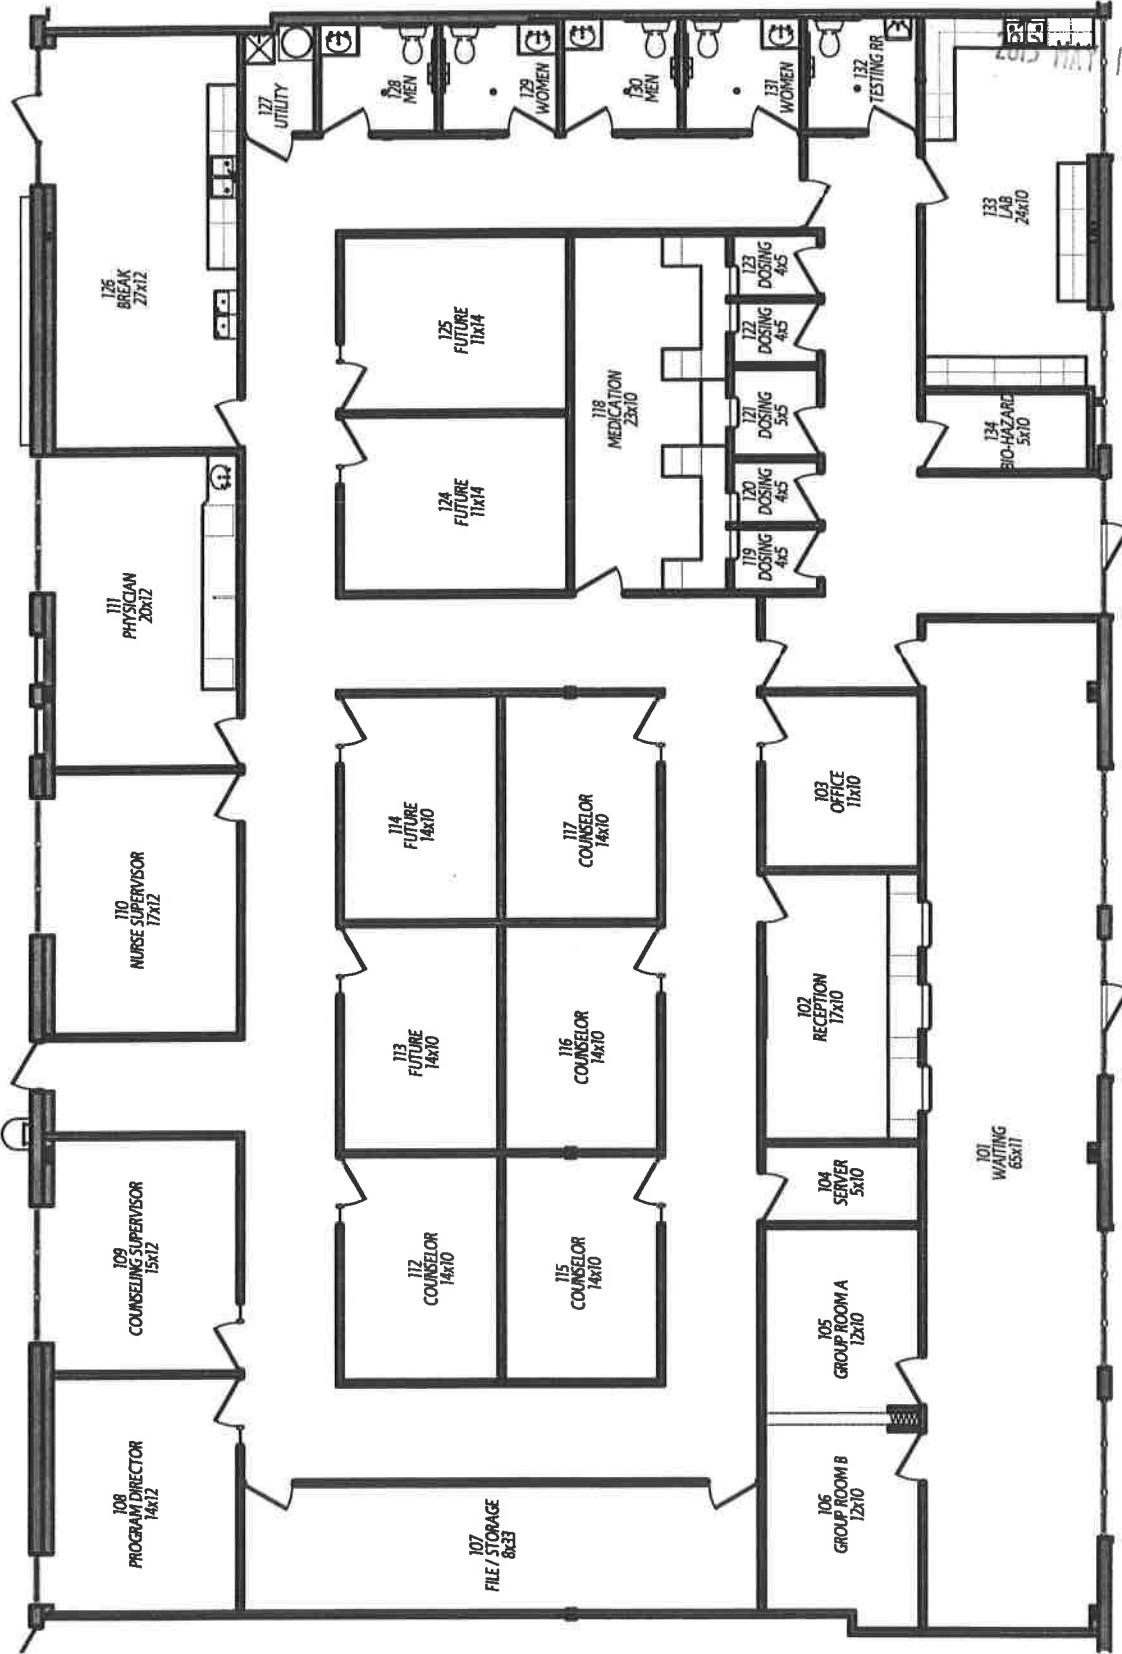 101
WAITING
65x11
102
RECEPTION
17x10
103
OFFICE
11x10
104
SERVER
5x10
105
GROUP ROOM A
12x10
106
GROUP ROOM B
12x10
107
FILE / STORAGE
8x33
108
PROGRAM DIRECTOR
14x12
109
COUNSELING SUPERVISOR
15x12
110
NURSE SUPERVISOR
17x12
111
PHYSICIAN
20x12
112
COUNSELOR
14x10
113
FUTURE
14x10
114
FUTURE
14x10
115
COUNSELOR
14x10
116
COUNSELOR
14x10
117
COUNSELOR
14x10
118
MEDICATION
23x10
119
DOSING
4x5
120
DOSING
4x5
121
DOSING
5x5
122
DOSING
4x5
123
DOSING
4x5
124
FUTURE
11x14
125
FUTURE
11x14
126
BREAK
27x12
127
UTILITY
128
MEN
129
WOMEN
130
MEN
131
WOMEN
132
TESTING RR
133
LAB
24x10
134
BIO-HAZARD
5x10
MAY